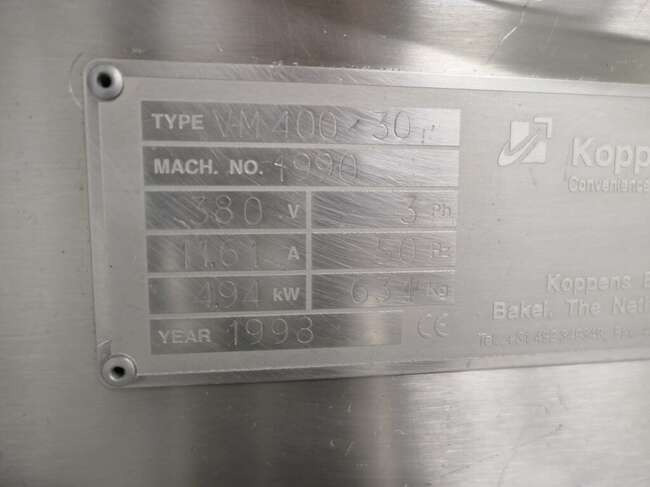 TYPE VM 400/30
MACH. NO. 1990
380 V 3 Ph
11.61 A 50 Hz
4.94 kW 631 kg
YEAR 1998 CE
Kopp
Convenience
Koppens B
Bakel. The Net